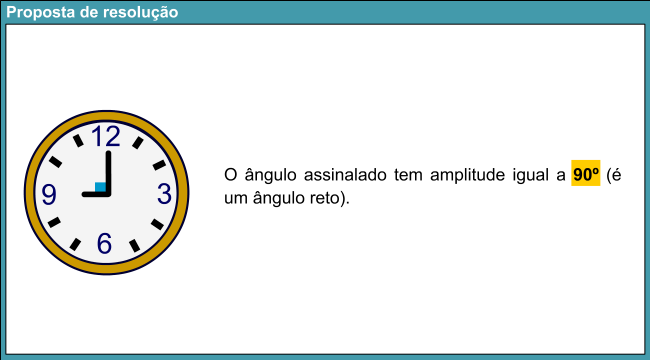 Proposta de resolução
12
9
3
6
O ângulo assinalado tem amplitude igual a 90º (é
um ângulo reto).